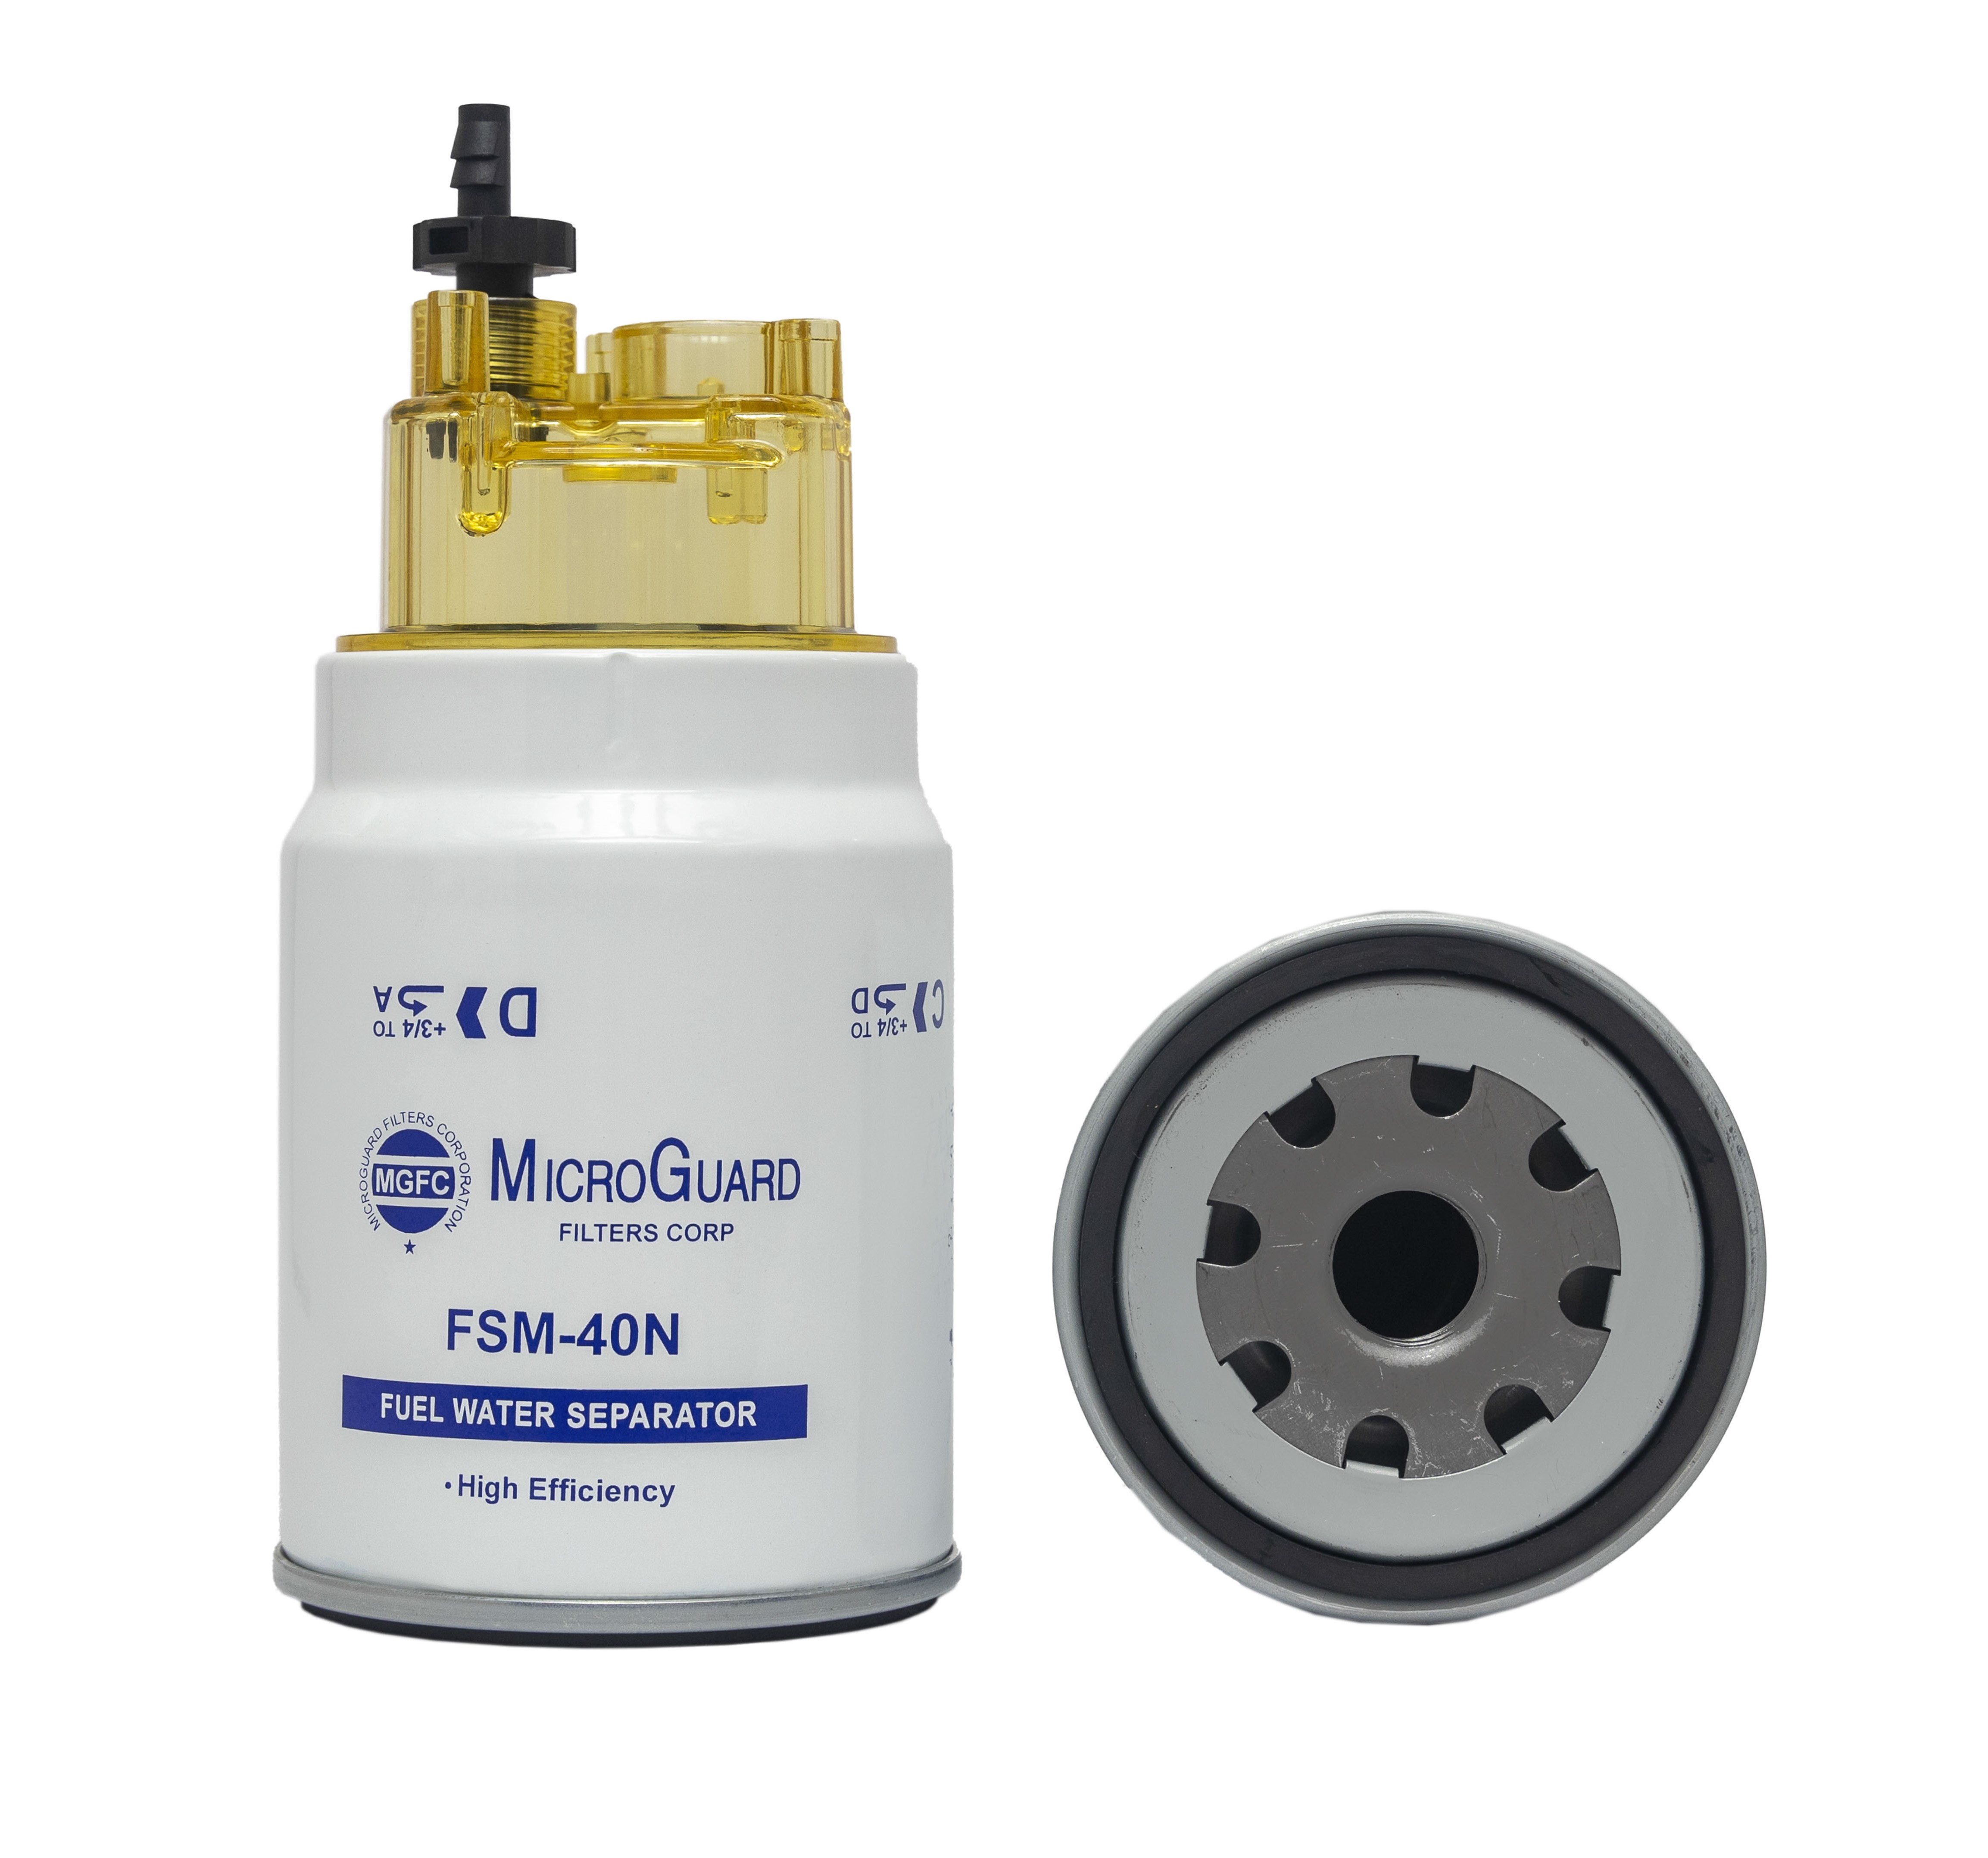 D
+3/4 TO
A
C
+3/4 TO
D
MICROGUARD FILTERS CORPORATION
MGFC
MICROGUARD
FILTERS CORP
FSM-40N
FUEL WATER SEPARATOR
•High Efficiency